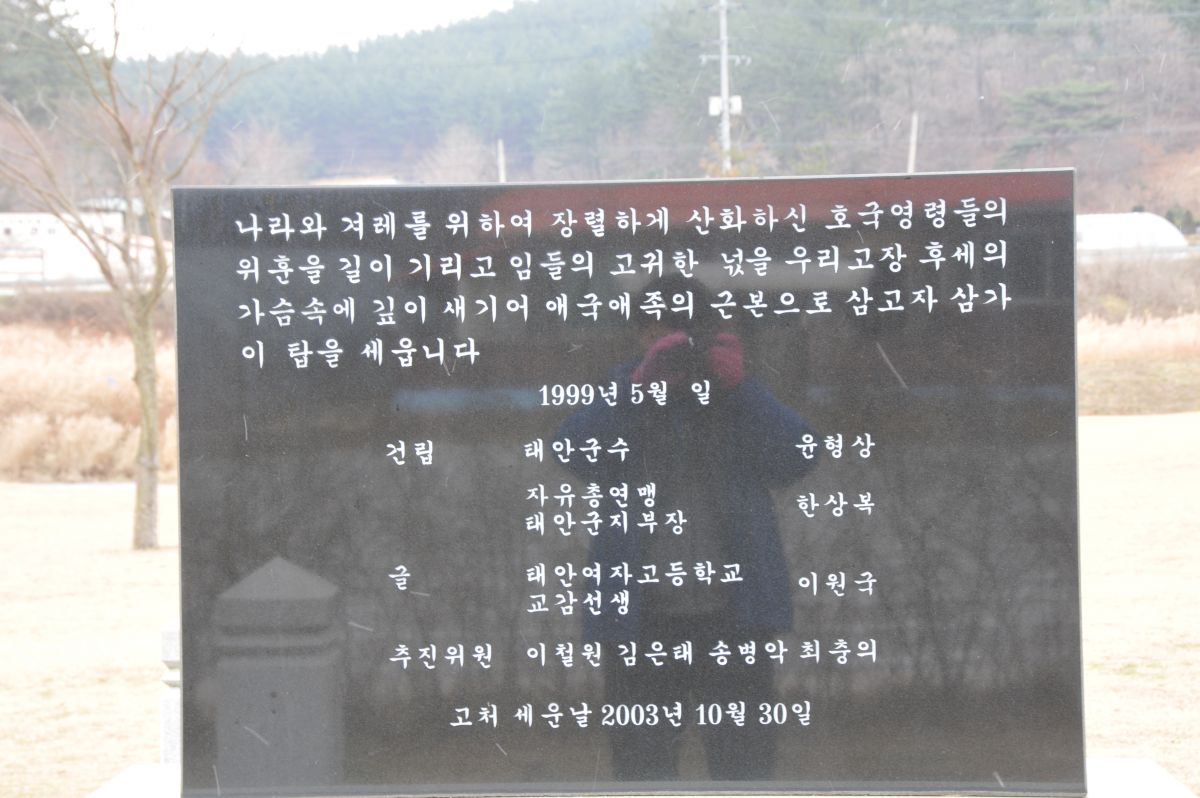 나라와 겨레를 위하여 장렬하게 산화하신 호국영령들의
위훈을 길이 기리고 임들의 고귀한 넋을 우리고장 후세의
가슴속에 깊이 새기어 애국애족의 근본으로 삼고자 삼가
이 탑을 세웁니다
1999년 5월 일
건립 태안군수 윤형상
자유총연맹
태안군지부장 한상복
글 태안여자고등학교
교감선생 이원국
추진위원 이철원 김은태 송병악 최충의
고처 세운날 2003년 10월 30일